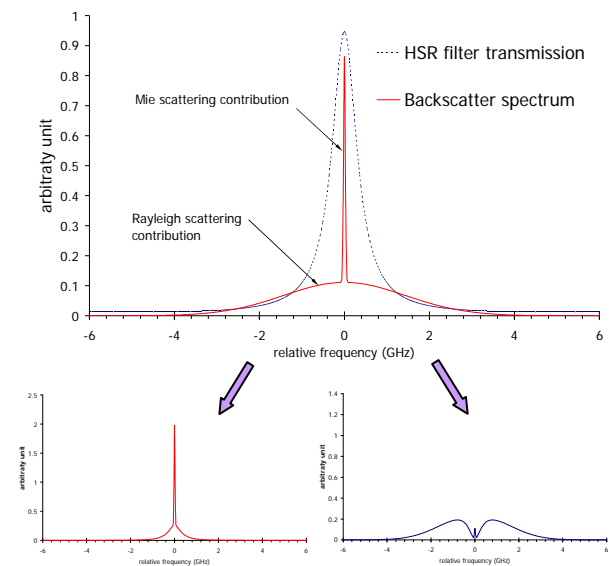 1
0.9
0.8
0.7
0.6
0.5
0.4
0.3
0.2
0.1
0
arbitraty unit
HSR filter transmission
Backscatter spectrum
Mie scattering contribution
Rayleigh scattering
contribution
-6 -4 -2 0 2 4 6
relative frequency (GHz)
2.5
2
1.5
1
0.5
0
arbitraty unit
-6 -4 -2 0 2 4 6
relative frequency (GHz)
1.4
1.2
1
0.8
0.6
0.4
0.2
0
arbitraty unit
-6 -4 -2 0 2 4 6
relative frequency (GHz)